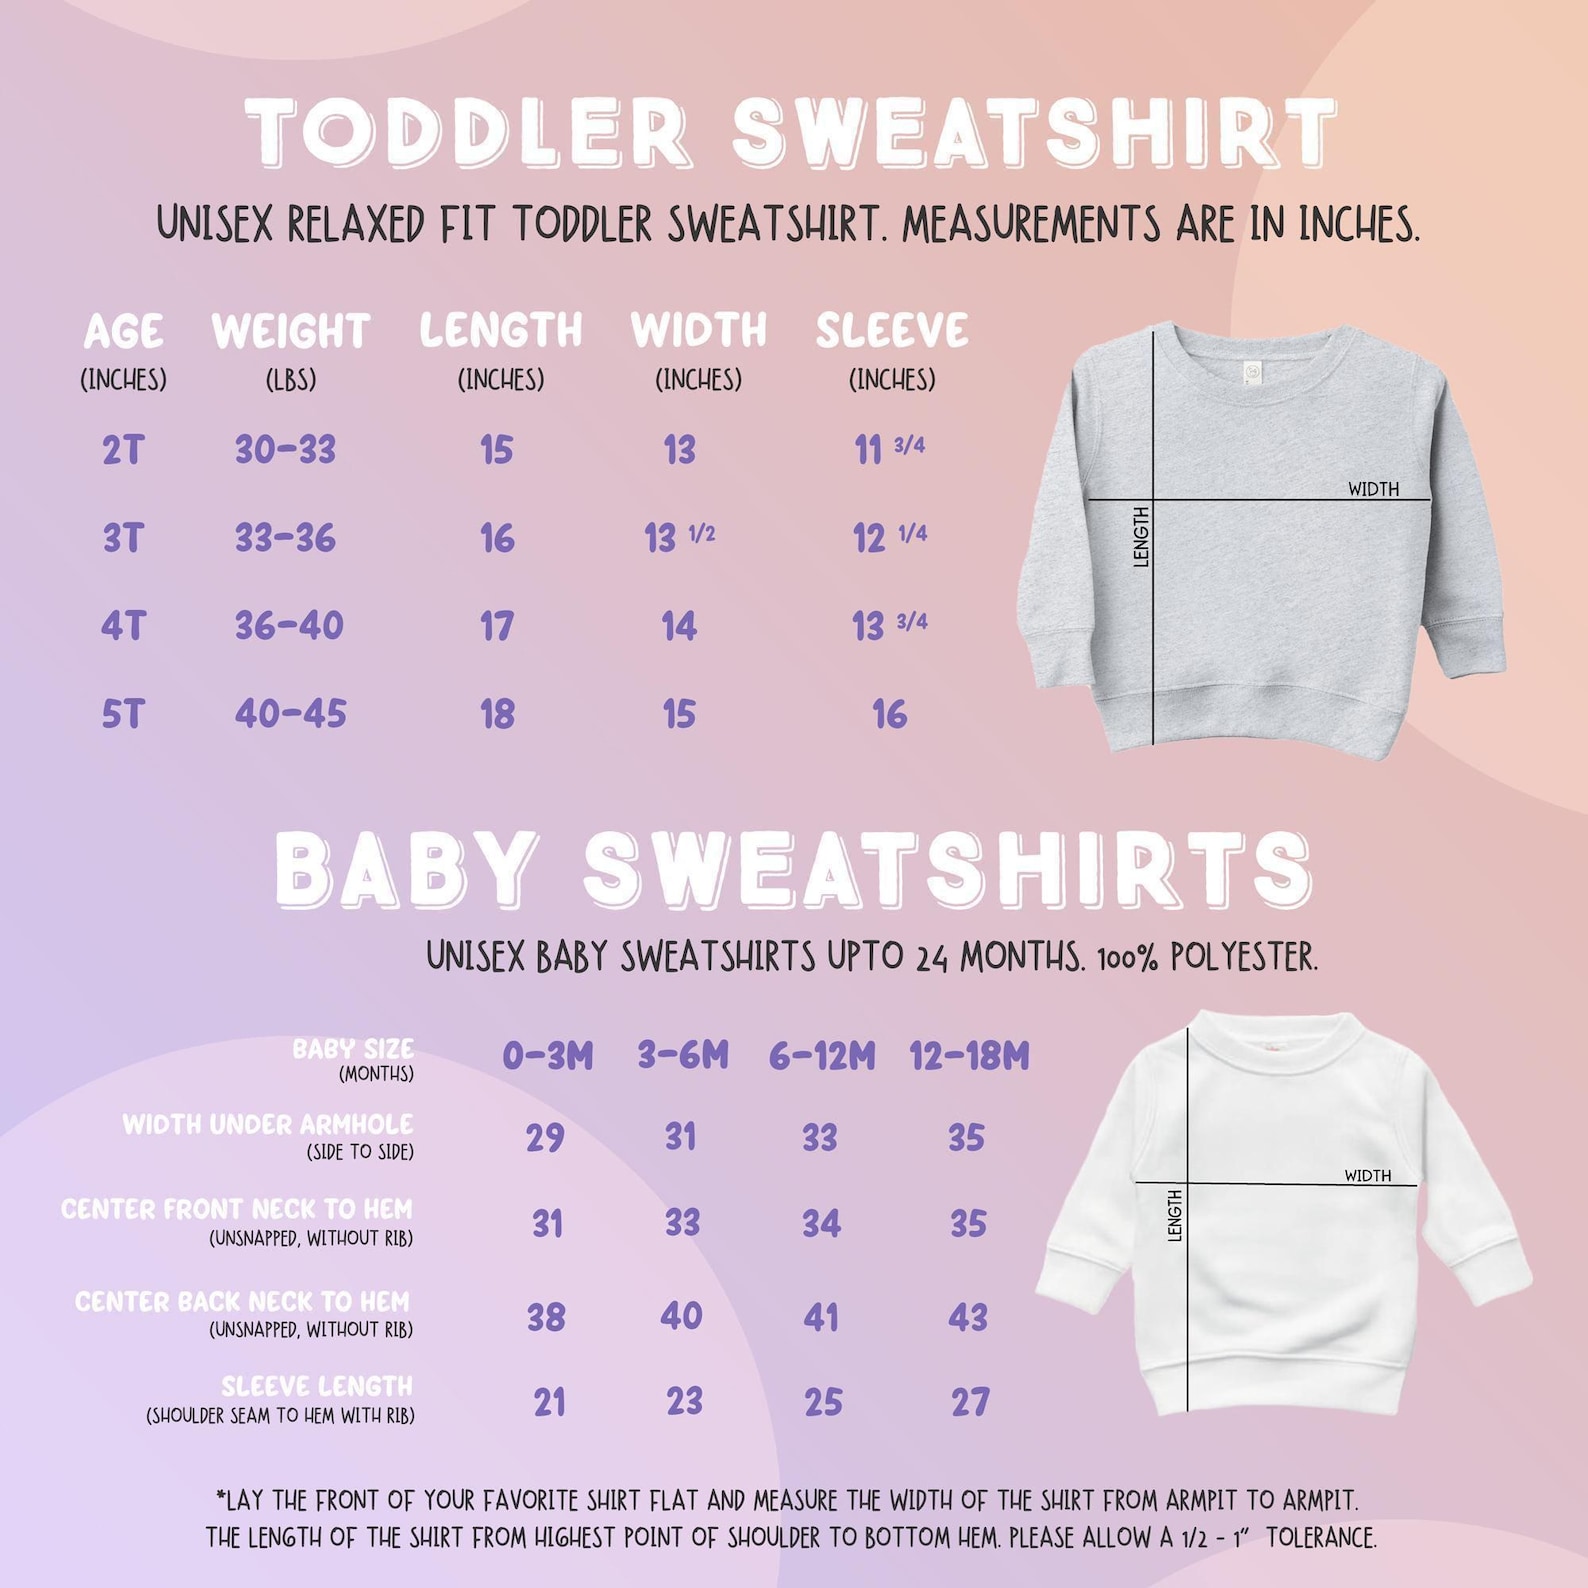 TODDLER SWEATSHIRT
UNISEX RELAXED FIT TODDLER SWEATSHIRT. MEASUREMENTS ARE IN INCHES.
AGE WEIGHT LENGTH WIDTH SLEEVE
(INCHES) (LBS) (INCHES) (INCHES) (INCHES)
2T 30-33 15 13 11 3/4
3T 33-36 16 13 1/2 12 1/4
4T 36-40 17 14 13 3/4
5T 40-45 18 15 16
WIDTH
LENGTH
BABY SWEATSHIRTS
UNISEX BABY SWEATSHIRTS UPTO 24 MONTHS. 100% POLYESTER.
BABY SIZE 0-3M 3-6M 6-12M 12-18M
(MONTHS)
WIDTH UNDER ARMHOLE 29 31 33 35
(SIDE TO SIDE)
CENTER FRONT NECK TO HEM 31 33 34 35
(UNSNAPPED, WITHOUT RIB)
CENTER BACK NECK TO HEM 38 40 41 43
(UNSNAPPED, WITHOUT RIB)
SLEEVE LENGTH 21 23 25 27
(SHOULDER SEAM TO HEM WITH RIB)
WIDTH
LENGTH
*LAY THE FRONT OF YOUR FAVORITE SHIRT FLAT AND MEASURE THE WIDTH OF THE SHIRT FROM ARMPIT TO ARMPIT.
THE LENGTH OF THE SHIRT FROM HIGHEST POINT OF SHOULDER TO BOTTOM HEM. PLEASE ALLOW A 1/2 - 1" TOLERANCE.